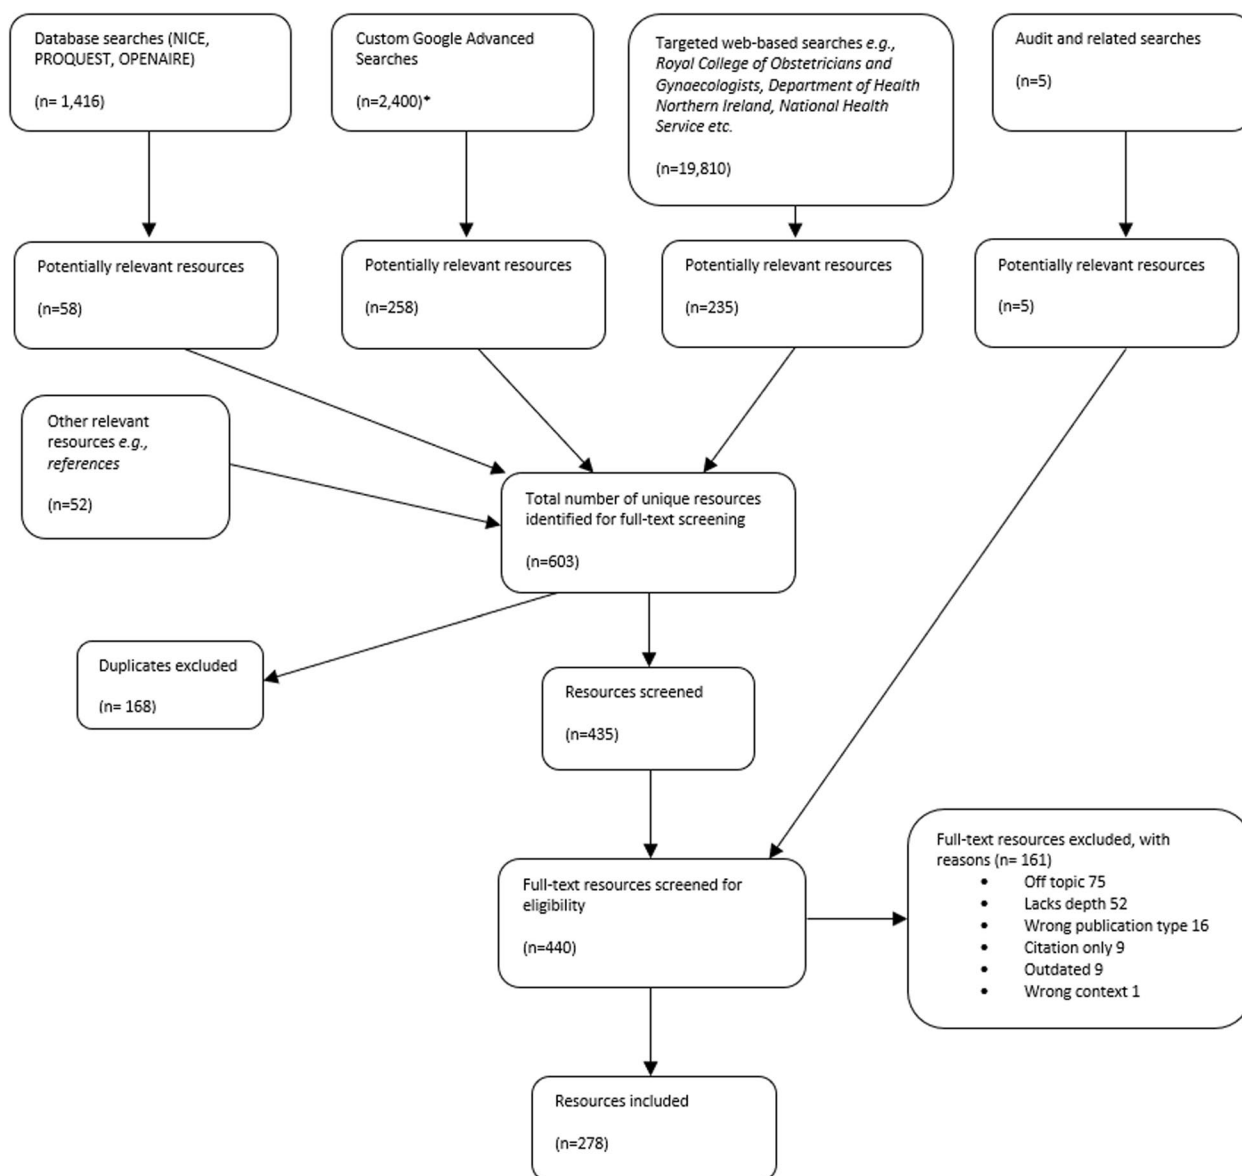 Database searches (NICE,
PROQUEST, OPENAIRE)
(n= 1,416)
Custom Google Advanced
Searches
(n=2,400)*
Targeted web-based searches e.g.,
Royal College of Obstetricians and
Gynaecologists, Department of Health
Northern Ireland, National Health
Service etc.
(n=19,810)
Audit and related searches
(n=5)
Potentially relevant resources
(n=58)
Potentially relevant resources
(n=258)
Potentially relevant resources
(n=235)
Potentially relevant resources
(n=5)
Other relevant
resources e.g.,
references
(n=52)
Total number of unique resources
identified for full-text screening
(n=603)
Duplicates excluded
(n= 168)
Resources screened
(n=435)
Full-text resources screened for
eligibility
(n=440)
Full-text resources excluded, with
reasons (n= 161)
• Off topic 75
• Lacks depth 52
• Wrong publication type 16
• Citation only 9
• Outdated 9
• Wrong context 1
Resources included
(n=278)